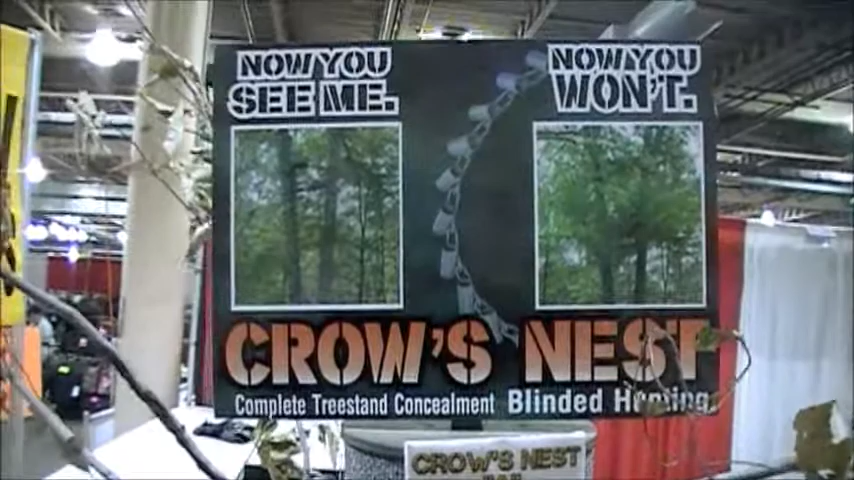 NOW YOU SEE ME.
NOW YOU WON'T.
CROW'S NEST
Complete Treestand Concealment Blinded Hunting
CROW'S NEST